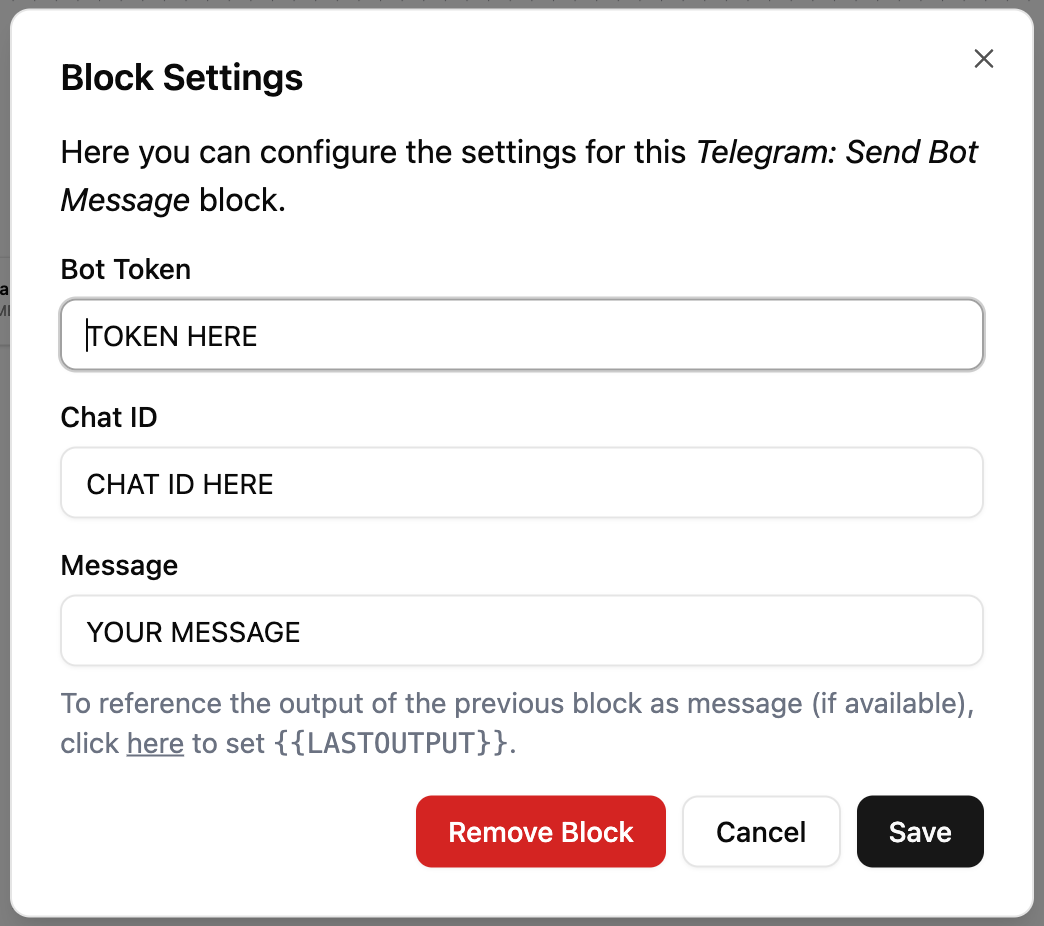 Block Settings
Here you can configure the settings for this Telegram: Send Bot
Message block.
Bot Token
TOKEN HERE
Chat ID
CHAT ID HERE
Message
YOUR MESSAGE
To reference the output of the previous block as message (if available),
click here to set {{LASTOUTPUT}}.
Remove Block Cancel Save